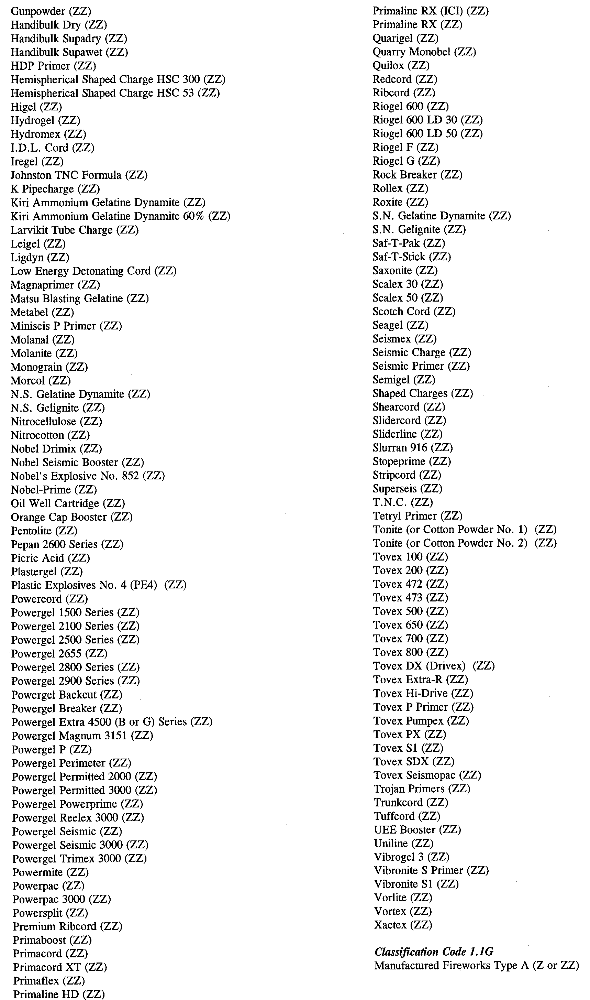 Gunpowder (ZZ)
Handibulk Dry (ZZ)
Handibulk Supadry (ZZ)
Handibulk Supawet (ZZ)
HDP Primer (ZZ)
Hemispherical Shaped Charge HSC 300 (ZZ)
Hemispherical Shaped Charge HSC 53 (ZZ)
Higel (ZZ)
Hydrogel (ZZ)
Hydromex (ZZ)
I.D.L. Cord (ZZ)
Iregel (ZZ)
Johnston TNC Formula (ZZ)
K Pipecharge (ZZ)
Kiri Ammonium Gelatine Dynamite (ZZ)
Kiri Ammonium Gelatine Dynamite 60% (ZZ)
Larvikit Tube Charge (ZZ)
Leigel (ZZ)
Ligdyn (ZZ)
Low Energy Detonating Cord (ZZ)
Magnaprimer (ZZ)
Matsu Blasting Gelatine (ZZ)
Metabel (ZZ)
Miniseis P Primer (ZZ)
Molanal (ZZ)
Molanite (ZZ)
Monograin (ZZ)
Morcol (ZZ)
N.S. Gelatine Dynamite (ZZ)
N.S. Gelignite (ZZ)
Nitrocellulose (ZZ)
Nitrocotton (ZZ)
Nobel Drimix (ZZ)
Nobel Seismic Booster (ZZ)
Nobel's Explosive No. 852 (ZZ)
Nobel-Prime (ZZ)
Oil Well Cartridge (ZZ)
Orange Cap Booster (ZZ)
Pentolite (ZZ)
Pepan 2600 Series (ZZ)
Picric Acid (ZZ)
Plastergel (ZZ)
Plastic Explosives No. 4 (PE4) (ZZ)
Powercord (ZZ)
Powergel 1500 Series (ZZ)
Powergel 2100 Series (ZZ)
Powergel 2500 Series (ZZ)
Powergel 2655 (ZZ)
Powergel 2800 Series (ZZ)
Powergel 2900 Series (ZZ)
Powergel Backcut (ZZ)
Powergel Breaker (ZZ)
Powergel Extra 4500 (B or G) Series (ZZ)
Powergel Magnum 3151 (ZZ)
Powergel P (ZZ)
Powergel Perimeter (ZZ)
Powergel Permitted 2000 (ZZ)
Powergel Permitted 3000 (ZZ)
Powergel Powerprime (ZZ)
Powergel Reelex 3000 (ZZ)
Powergel Seismic (ZZ)
Powergel Seismic 3000 (ZZ)
Powergel Trimex 3000 (ZZ)
Powermite (ZZ)
Powerpac (ZZ)
Powerpac 3000 (ZZ)
Powersplit (ZZ)
Premium Ribcord (ZZ)
Primaboost (ZZ)
Primacord (ZZ)
Primacord XT (ZZ)
Primaflex (ZZ)
Primaline HD (ZZ)
Primaline RX (ICI) (ZZ)
Primaline RX (ZZ)
Quarigel (ZZ)
Quarry Monobel (ZZ)
Quilox (ZZ)
Redcord (ZZ)
Ribcord (ZZ)
Riogel 600 (ZZ)
Riogel 600 LD 30 (ZZ)
Riogel 600 LD 50 (ZZ)
Riogel F (ZZ)
Riogel G (ZZ)
Rock Breaker (ZZ)
Rollex (ZZ)
Roxite (ZZ)
S.N. Gelatine Dynamite (ZZ)
S.N. Gelignite (ZZ)
Saf-T-Pak (ZZ)
Saf-T-Stick (ZZ)
Saxonite (ZZ)
Scalex 30 (ZZ)
Scalex 50 (ZZ)
Scotch Cord (ZZ)
Seagel (ZZ)
Seismex (ZZ)
Seismic Charge (ZZ)
Seismic Primer (ZZ)
Semigel (ZZ)
Shaped Charges (ZZ)
Shearcord (ZZ)
Slidercord (ZZ)
Sliderline (ZZ)
Slurran 916 (ZZ)
Stopeprime (ZZ)
Stripcord (ZZ)
Superseis (ZZ)
T.N.C. (ZZ)
Tetryl Primer (ZZ)
Tonite (or Cotton Powder No. 1) (ZZ)
Tonite (or Cotton Powder No. 2) (ZZ)
Tovex 100 (ZZ)
Tovex 200 (ZZ)
Tovex 472 (ZZ)
Tovex 473 (ZZ)
Tovex 500 (ZZ)
Tovex 650 (ZZ)
Tovex 700 (ZZ)
Tovex 800 (ZZ)
Tovex DX (Drivex) (ZZ)
Tovex Extra-R (ZZ)
Tovex Hi-Drive (ZZ)
Tovex P Primer (ZZ)
Tovex Pumpex (ZZ)
Tovex PX (ZZ)
Tovex S1 (ZZ)
Tovex SDX (ZZ)
Tovex Seismopac (ZZ)
Trojan Primers (ZZ)
Trunkcord (ZZ)
Tuffcord (ZZ)
UEE Booster (ZZ)
Uniline (ZZ)
Vibrogel 3 (ZZ)
Vibronite S Primer (ZZ)
Vibronite S1 (ZZ)
Vorlite (ZZ)
Vortex (ZZ)
Xactex (ZZ)
Classification Code 1.1G
Manufactured Fireworks Type A (Z or ZZ)